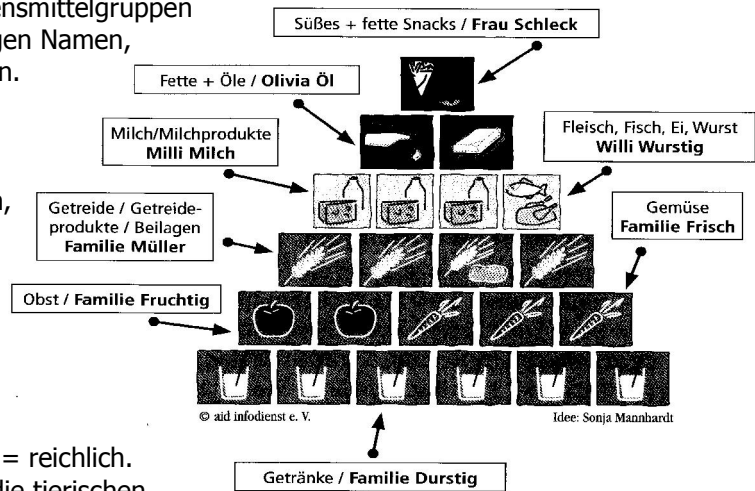 ensmittelgruppen
gen Namen,
n.
Süßes + fette Snacks / Frau Schleck
Fette + Öle / Olivia Öl
Milch/Milchprodukte
Milli Milch
Fleisch, Fisch, Ei, Wurst
Willi Wurstig
Getreide / Getreide-
produkte / Beilagen
Familie Müller
Gemüse
Familie Frisch
Obst / Familie Fruchtig
© aid infodienst e. V.
Idee: Sonja Mannhardt
= reichlich.
die tierischen
Getränke / Familie Durstig